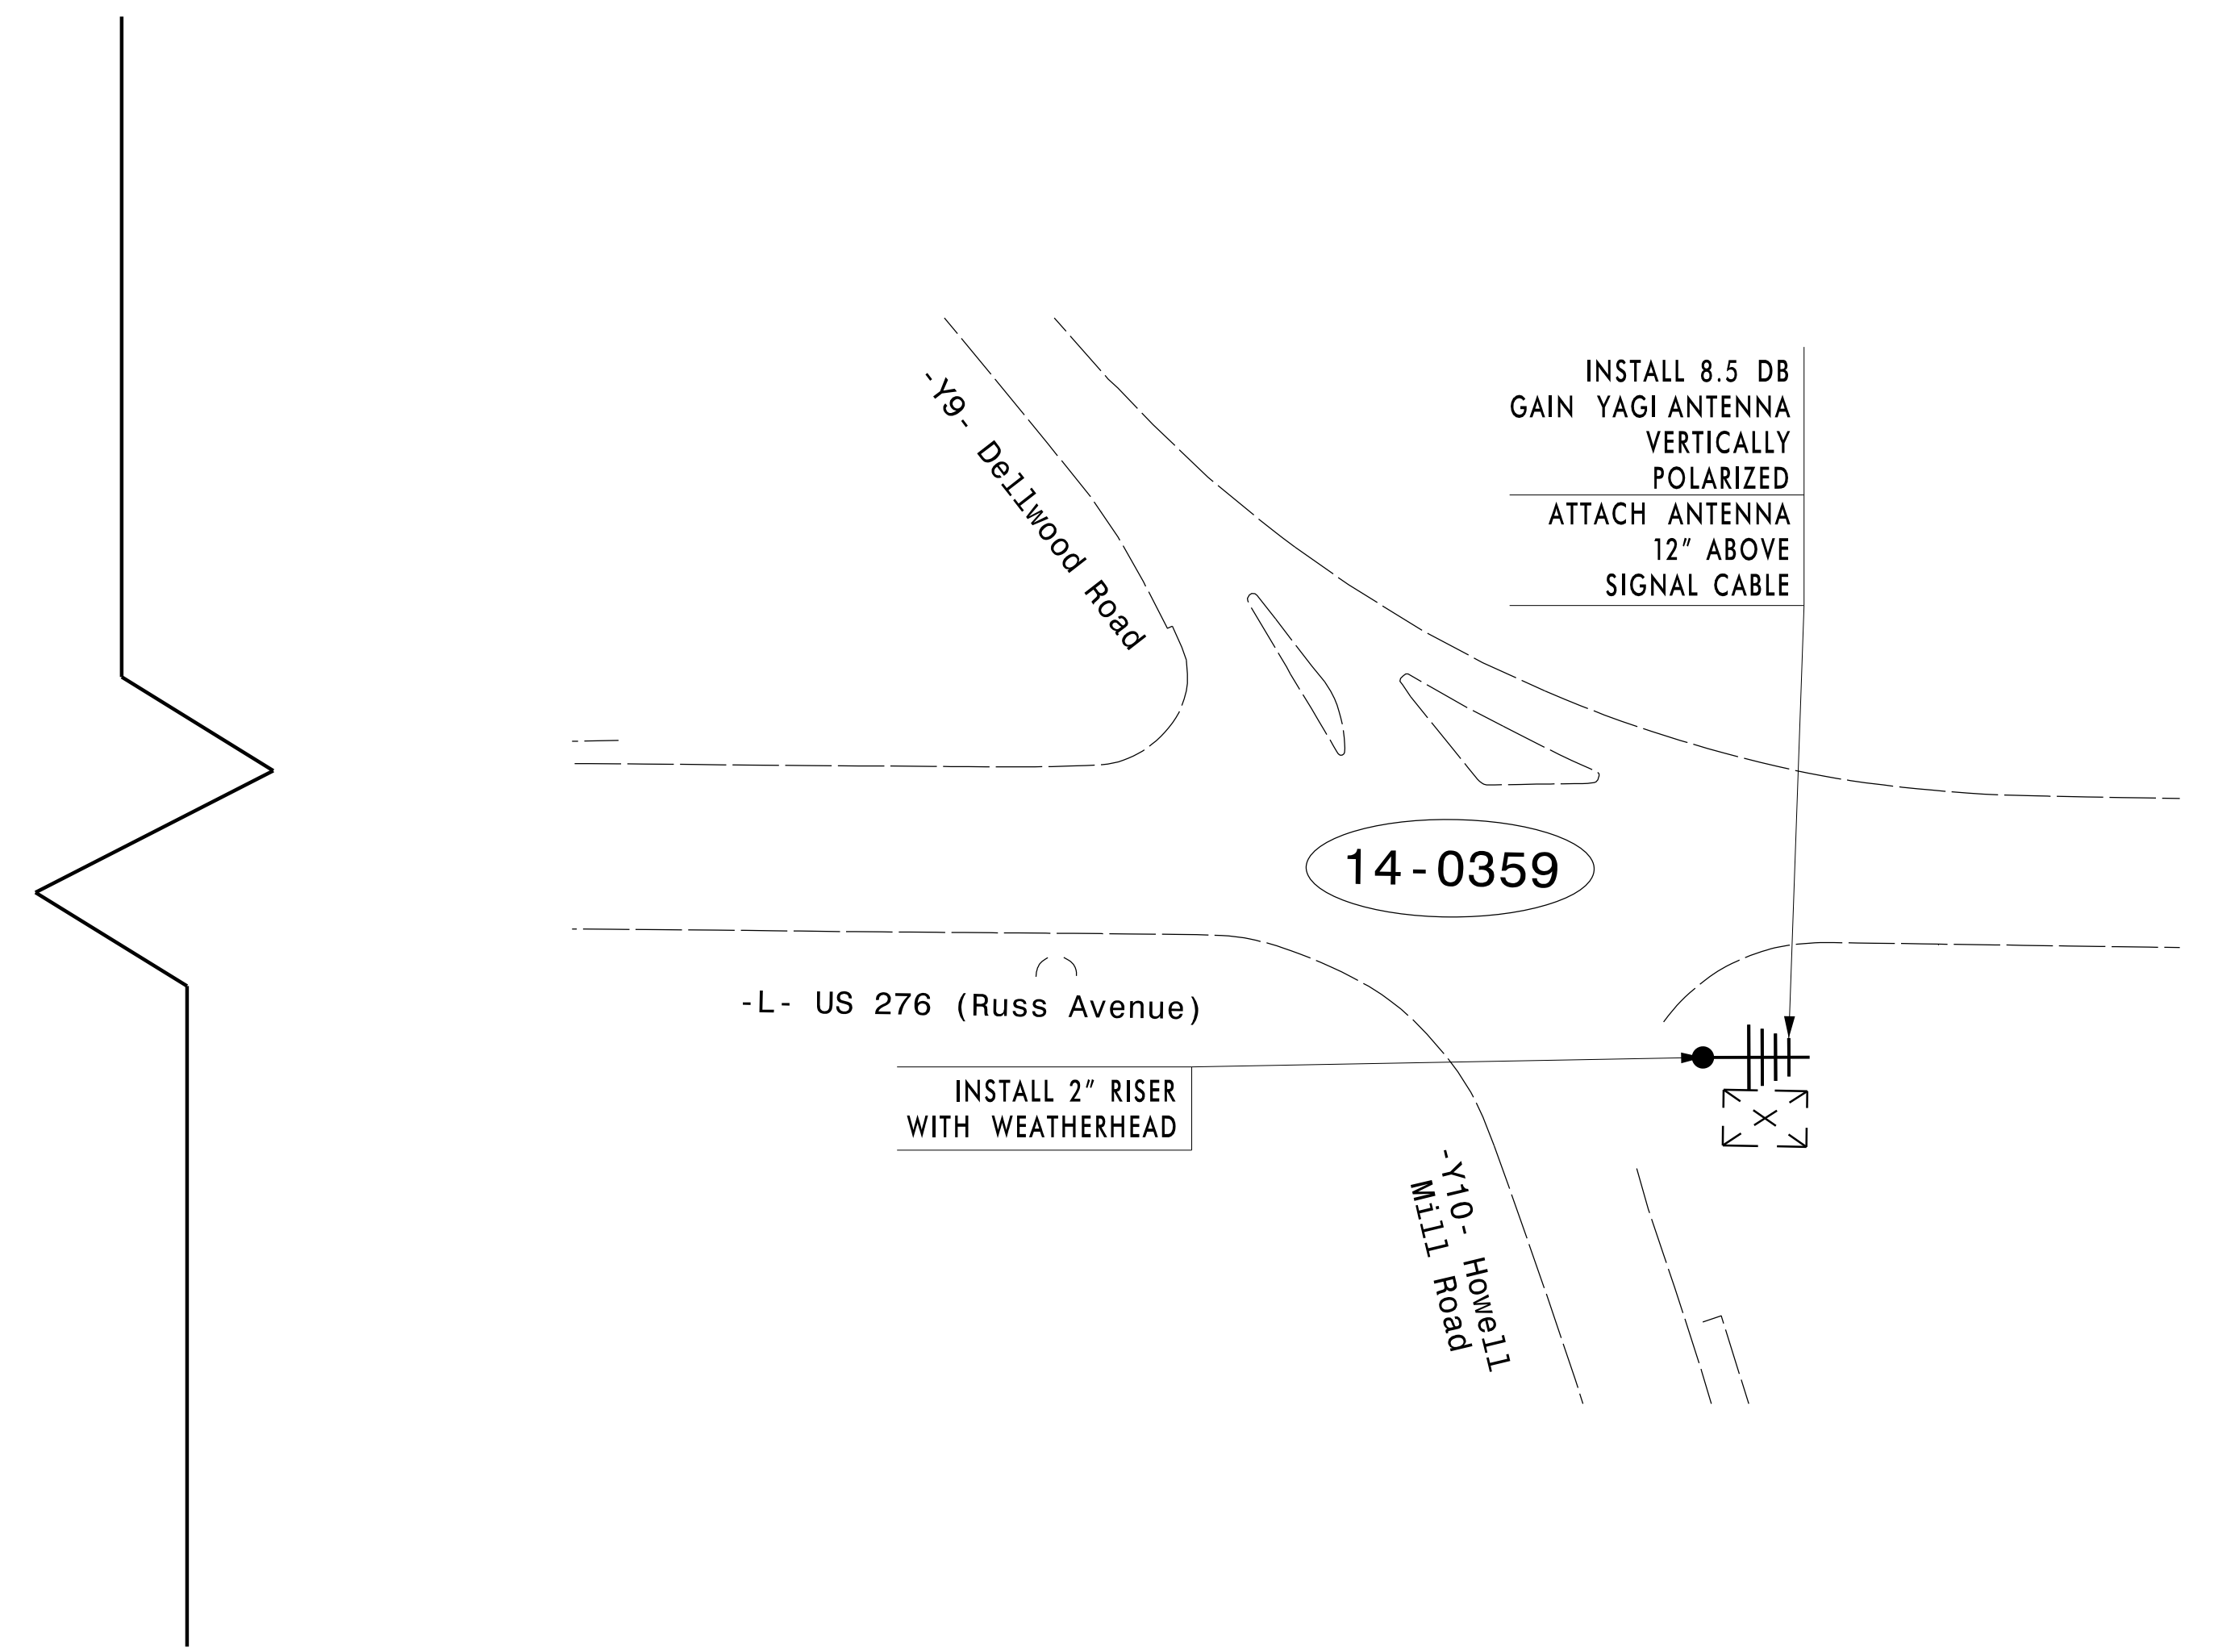 -Y9- Dellwood Road
INSTALL 8.5 DB
GAIN YAGI ANTENNA
VERTICALLY
POLARIZED
ATTACH ANTENNA
12" ABOVE
SIGNAL CABLE
14-0359
-L- US 276 (Russ Avenue)
INSTALL 2" RISER
WITH WEATHERHEAD
-Y10- Howell
Mill Road